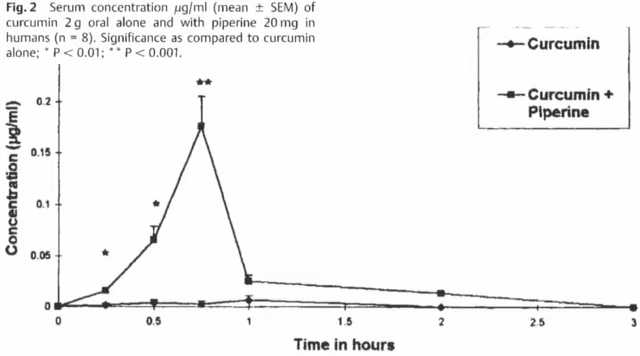 Fig. 2 Serum concentration µg/ml (mean ± SEM) of
curcumin 2 g oral alone and with piperine 20 mg in
humans (n = 8). Significance as compared to curcumin
alone; * P < 0.01; ** P < 0.001.
Curcumin
Curcumin +
Piperine
**
*
*
Concentration (µg/ml)
0.2
0.15
0.1
0.05
0
0
0.5
1
1.5
2
2.5
3
Time in hours